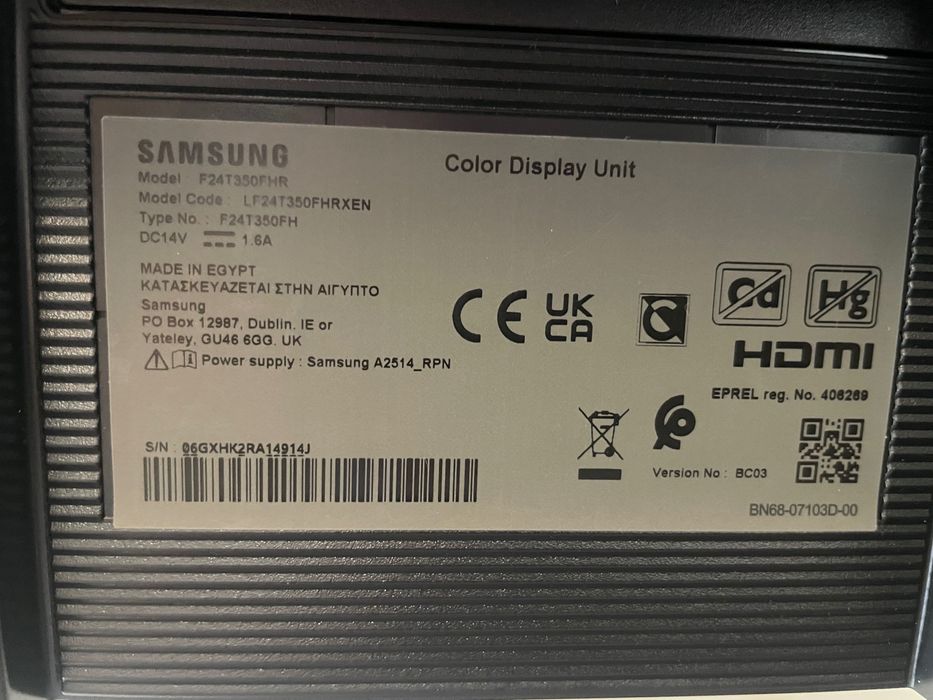 SAMSUNG
Color Display Unit
Model : F24T350FHR
Model Code : LF24T350FHRXEN
Type No. : F24T350FH
DC14V 1.6A
MADE IN EGYPT
ΚΑΤΑΣΚΕΥΑΖΕΤΑΙ ΣΤΗΝ ΑΙΓΥΠΤΟ
Samsung
PO Box 12987, Dublin. IE or
Yateley, GU46 6GG. UK
Power supply : Samsung A2514_RPN
CE
UK
CA
Cd
Hg
HDMI
EPREL reg. No. 406269
S/N : 06GXHK2RA14914J
Version No : BC03
BN68-07103D-00